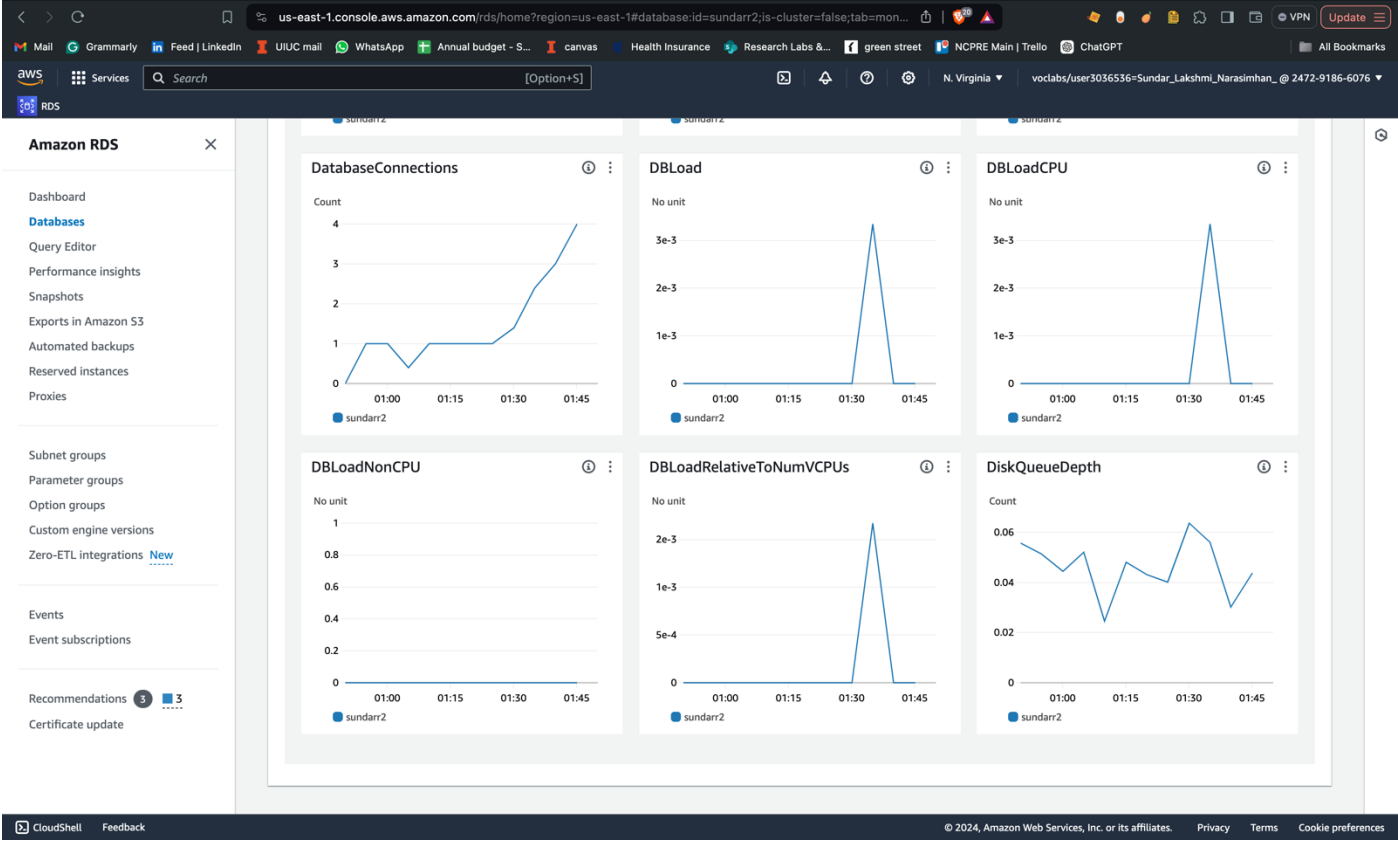 us-east-1.console.aws.amazon.com/rds/home?region=us-east-1#database:id=sundarr2;is-cluster=false;tab=mon...
20
VPN
Update
Mail
Grammarly
Feed | LinkedIn
UIUC mail
WhatsApp
Annual budget - S...
canvas
Health Insurance
Research Labs &...
green street
NCPRE Main | Trello
ChatGPT
All Bookmarks
aws
Services
Search
[Option+S]
N. Virginia
voclabs/user3036536=Sundar_Lakshmi_Narasimhan_ @ 2472-9186-6076
RDS
Amazon RDS
Dashboard
Databases
Query Editor
Performance insights
Snapshots
Exports in Amazon S3
Automated backups
Reserved instances
Proxies
Subnet groups
Parameter groups
Option groups
Custom engine versions
Zero-ETL integrations New
Events
Event subscriptions
Recommendations 3 3
Certificate update
sundarr2
sundarr2
sundarr2
DatabaseConnections
Count
4
3
2
1
0
01:00 01:15 01:30 01:45
sundarr2
DBLoad
No unit
3e-3
2e-3
1e-3
0
01:00 01:15 01:30 01:45
sundarr2
DBLoadCPU
No unit
3e-3
2e-3
1e-3
0
01:00 01:15 01:30 01:45
sundarr2
DBLoadNonCPU
No unit
1
0.8
0.6
0.4
0.2
0
01:00 01:15 01:30 01:45
sundarr2
DBLoadRelativeToNumVCPUs
No unit
2e-3
1e-3
5e-4
0
01:00 01:15 01:30 01:45
sundarr2
DiskQueueDepth
Count
0.06
0.04
0.02
0
01:00 01:15 01:30 01:45
sundarr2
CloudShell
Feedback
© 2024, Amazon Web Services, Inc. or its affiliates.
Privacy
Terms
Cookie preferences